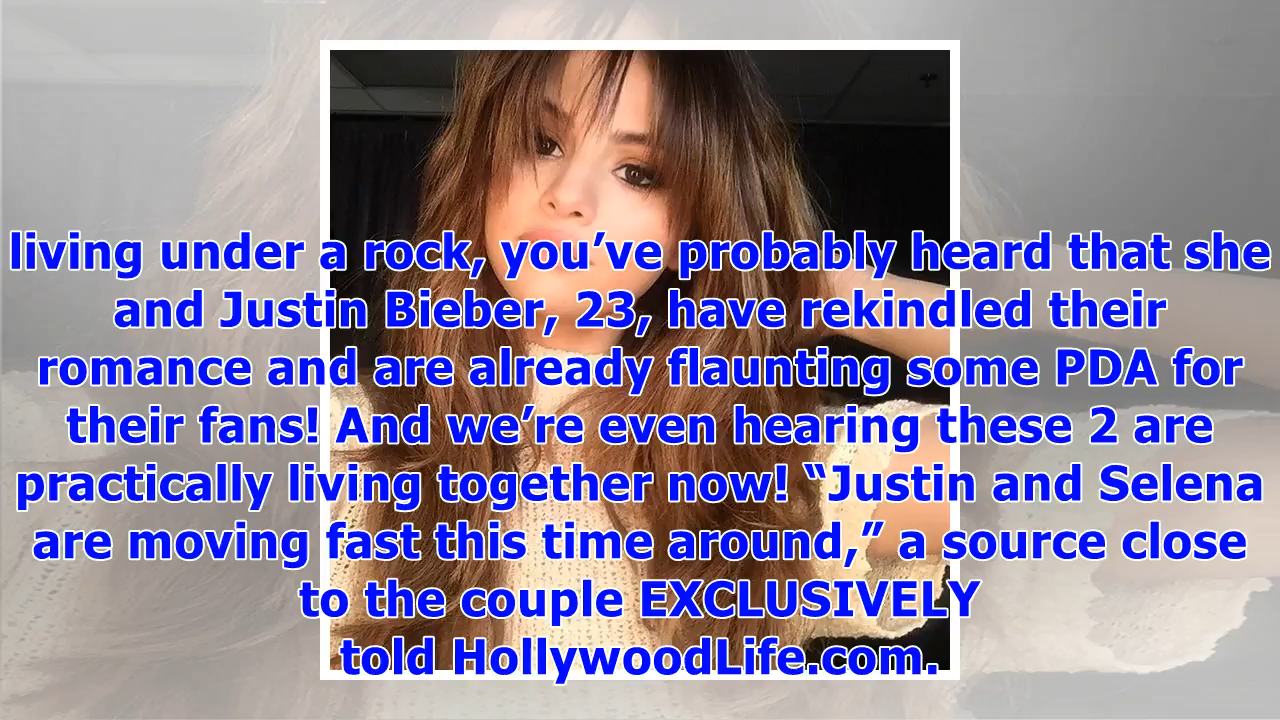 living under a rock, you’ve probably heard that she
and Justin Bieber, 23, have rekindled their
romance and are already flaunting some PDA for
their fans! And we’re even hearing these 2 are
practically living together now! “Justin and Selena
are moving fast this time around,” a source close
to the couple EXCLUSIVELY
told HollywoodLife.com.